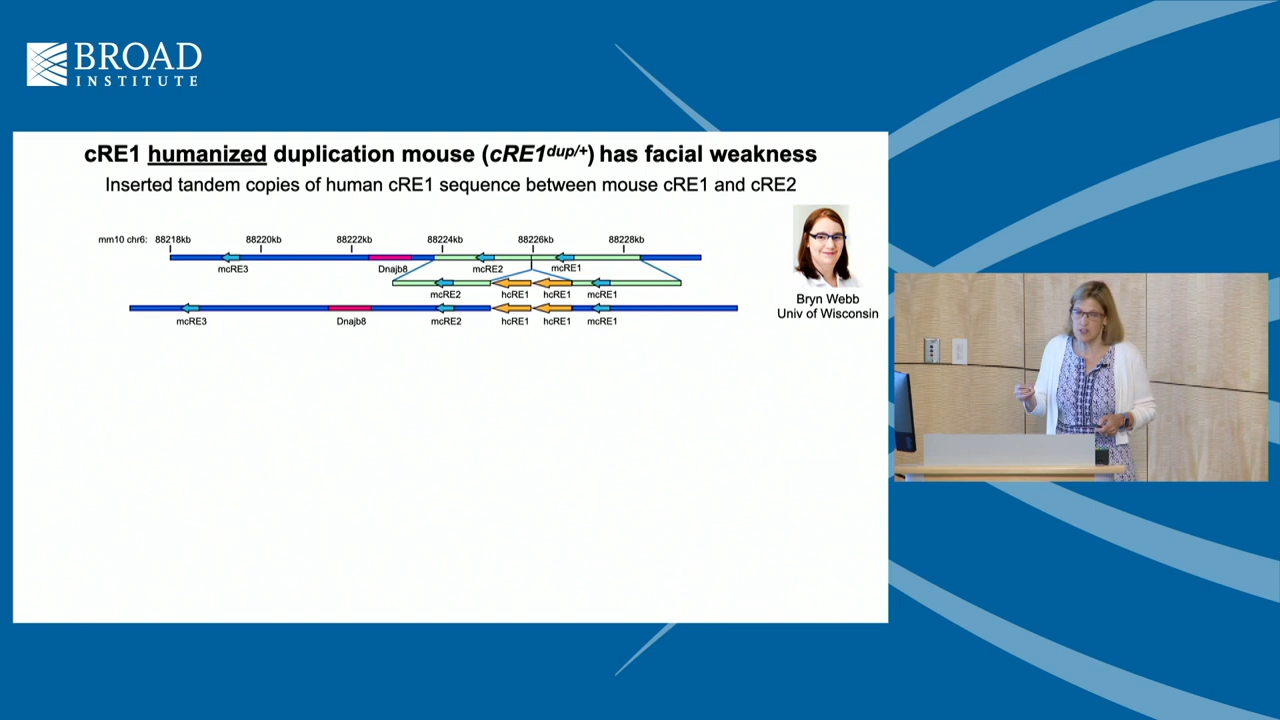 BROAD
INSTITUTE
cRE1 humanized duplication mouse (cRE1dup/+) has facial weakness
Inserted tandem copies of human cRE1 sequence between mouse cRE1 and cRE2
mm10 chr6: 88218kb 88220kb 88222kb 88224kb 88226kb 88228kb
mcRE3 Dnajb8 mcRE2 mcRE1
mcRE2 hcRE1 hcRE1 mcRE1
mcRE3 Dnajb8 mcRE2 hcRE1 hcRE1 mcRE1
Bryn Webb
Univ of Wisconsin